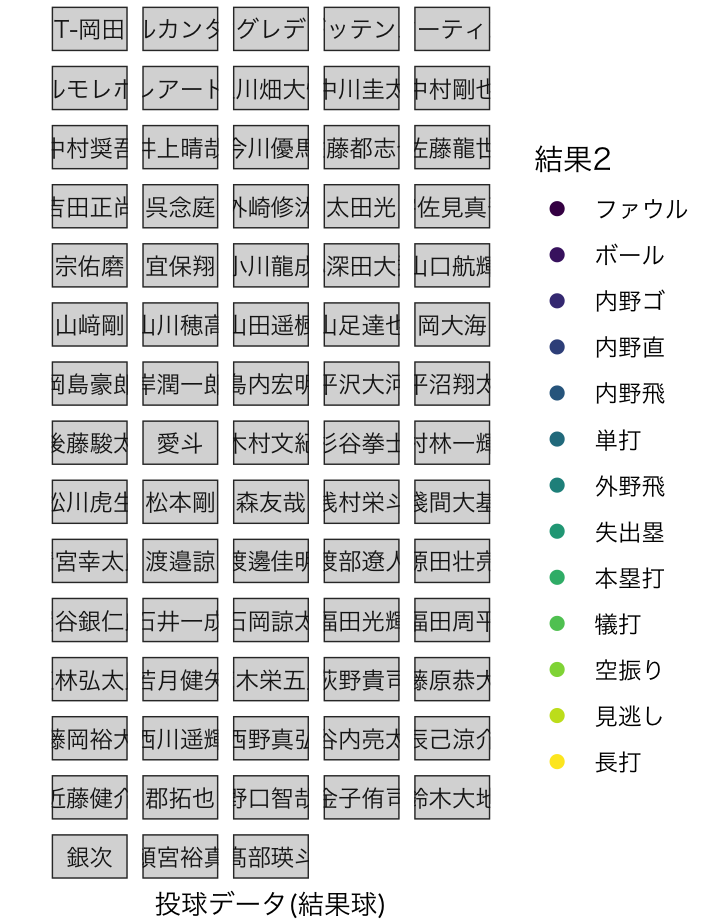 T-岡田 ルカンタ グレデ ッテン ーティ
ルモレホ レアート 川畑大 中川圭太 中村剛也
中村奨吾 井上晴哉 今川優馬 藤都志 佐藤龍世
吉田正尚 呉念庭 外崎修汰 太田光 佐見真
宗佑磨 宜保翔 小川龍成 深田大 山口航輝
山﨑剛 山川穂高 山田遥楓 山足達也 岡大海
岡島豪郎 岸潤一郎 島内宏明 平沢大河 平沼翔太
後藤駿太 愛斗 木村文紀 杉谷拳士 村林一輝
松川虎生 松本剛 森友哉 浅村栄斗 淺間大基
宮幸太 渡邉諒 渡邊佳明 渡部遼人 源田壮亮
谷銀仁 石井一成 石岡諒太 福田光輝 福田周平
林弘太 若月健矢 木栄五 荻野貴司 藤原恭大
藤岡裕大 西川遥輝 西野真弘 谷内亮太 辰己涼介
近藤健介 郡拓也 野口智哉 金子侑司 鈴木大地
銀次 頓宮裕真 髙部瑛斗
投球データ(結果球)
結果2
ファウル
ボール
内野ゴ
内野直
内野飛
単打
外野飛
失出塁
本塁打
犠打
空振り
見逃し
長打